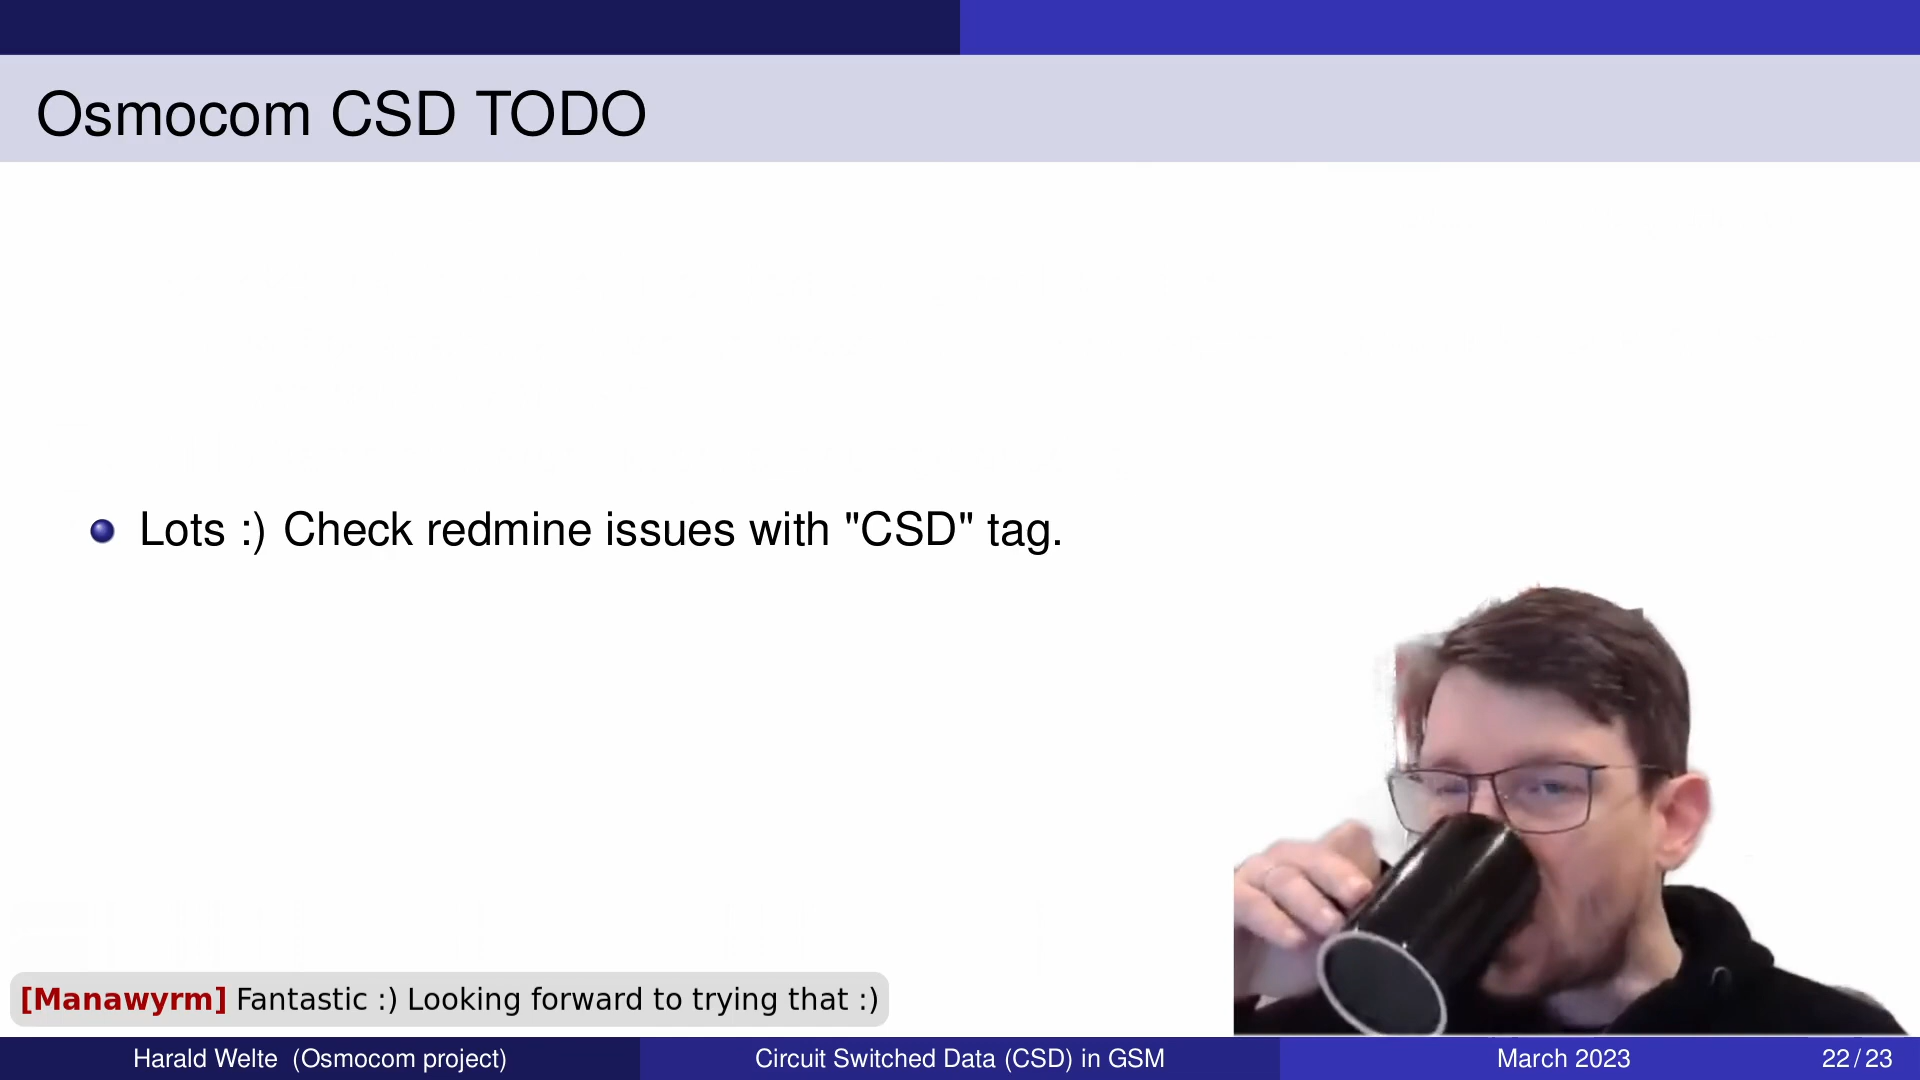 Osmocom CSD TODO
Lots :) Check redmine issues with "CSD" tag.
[Manawyrm] Fantastic :) Looking forward to trying that :)
Harald Welte (Osmocom project)
Circuit Switched Data (CSD) in GSM
March 2023
22 / 23